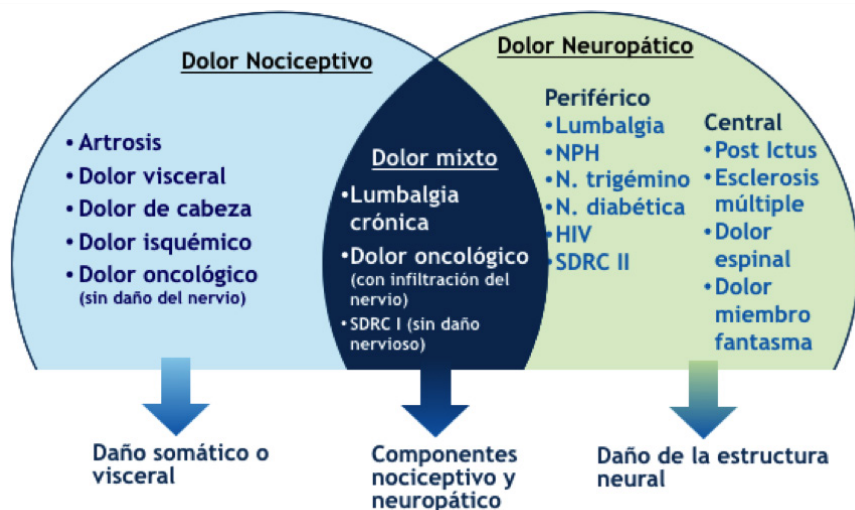 Dolor Nociceptivo
• Artrosis
• Dolor visceral
• Dolor de cabeza
• Dolor isquémico
• Dolor oncológico
(sin daño del nervio)
Dolor mixto
• Lumbalgia
crónica
• Dolor oncológico
(con infiltración del
nervio)
• SDRC I (sin daño
nervioso)
Dolor Neuropático
Periférico
• Lumbalgia
• NPH
• N. trigémino
• N. diabética
• HIV
• SDRC II
Central
• Post Ictus
• Esclerosis
múltiple
• Dolor
espinal
• Dolor
miembro
fantasma
Daño somático o
visceral
Componentes
nociceptivo y
neuropático
Daño de la estructura
neural